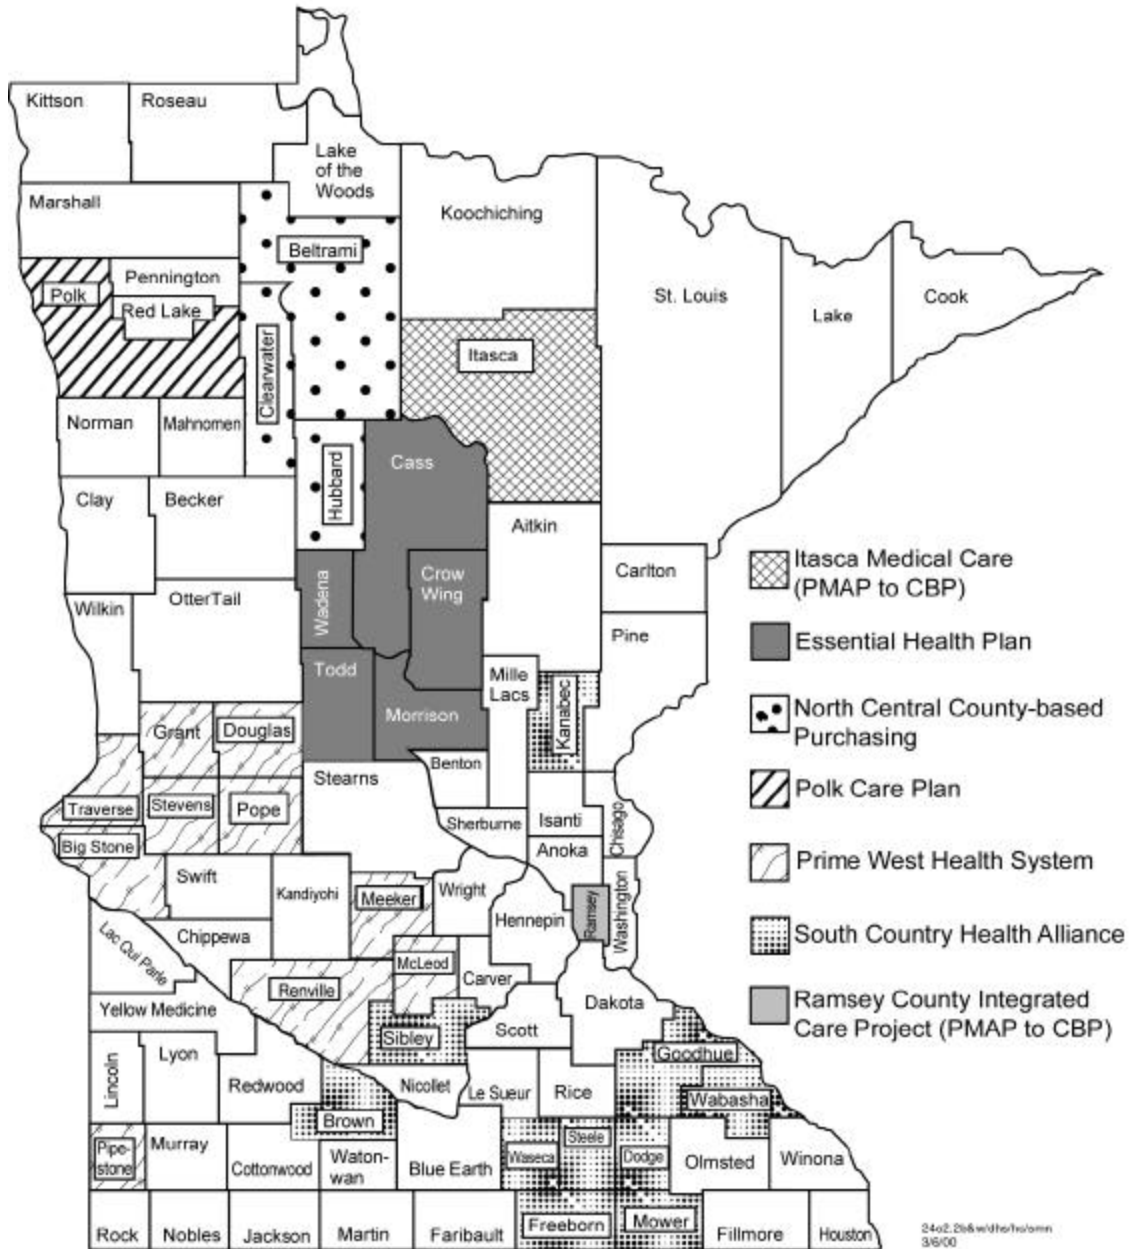 Kittson
Roseau
Lake
of the
Woods
Marshall
Koochiching
Beltrami
Pennington
Polk
Red Lake
St. Louis
Lake
Cook
Clearwater
Itasca
Norman
Mahnomen
Cass
Hubbard
Clay
Becker
Aitkin
Itasca Medical Care
(PMAP to CBP)
Carlton
Crow
Wing
Wadena
OtterTail
Wilkin
Pine
Essential Health Plan
Todd
Mille
Lacs
Kanabec
Morrison
North Central County-based
Purchasing
Grant
Douglas
Benton
Stearns
Polk Care Plan
Traverse
Stevens
Pope
Sherburne
Isanti
Chisago
Big Stone
Anoka
Prime West Health System
Swift
Kandiyohi
Meeker
Wright
Hennepin
Ramsey
Washington
Lac Qui Parle
Chippewa
South Country Health Alliance
McLeod
Carver
Renville
Dakota
Yellow Medicine
Ramsey County Integrated
Care Project (PMAP to CBP)
Sibley
Scott
Lincoln
Lyon
Goodhue
Redwood
Nicollet
Le Sueur
Rice
Wabasha
Brown
Pipe-
stone
Murray
Cottonwood
Waton-
wan
Blue Earth
Waseca
Steele
Dodge
Olmsted
Winona
Rock
Nobles
Jackson
Martin
Faribault
Freeborn
Mower
Fillmore
Houston
3/6/00